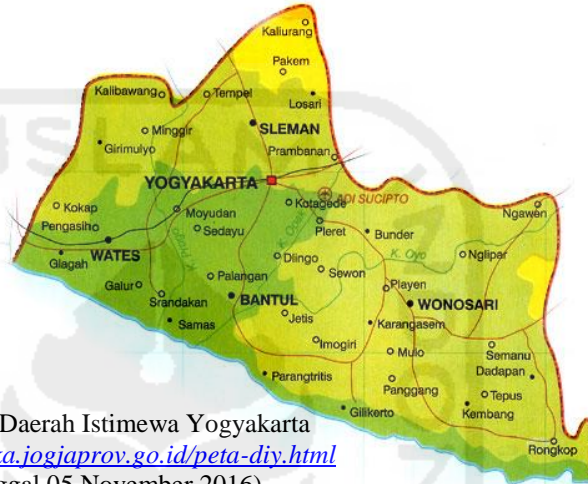 Kaliurang
Pakem
Kalibawang
Tempel
Losari
Minggir
SLEMAN
Girimulyo
Prambanan
YOGYAKARTA
ADI SUCIPTO
Kokap
Moyudan
Kotagede
Ngawen
Pengasih
Sedayu
K. Progo
K. Opak
Pleret
Bunder
WATES
Dlingo
K. Oyo
Nglipar
Glagah
Palangan
Sewon
Galur
Srandakan
BANTUL
Playen
WONOSARI
Samas
Jetis
Karangasem
Imogiri
Mulo
Semanu
Parangtritis
Panggang
Dadapan
Tepus
Gilikerto
Kembang
Rongkop
Daerah Istimewa Yogyakarta
a.jogjaprov.go.id/peta-diy.html
ggal 05 November 2016)